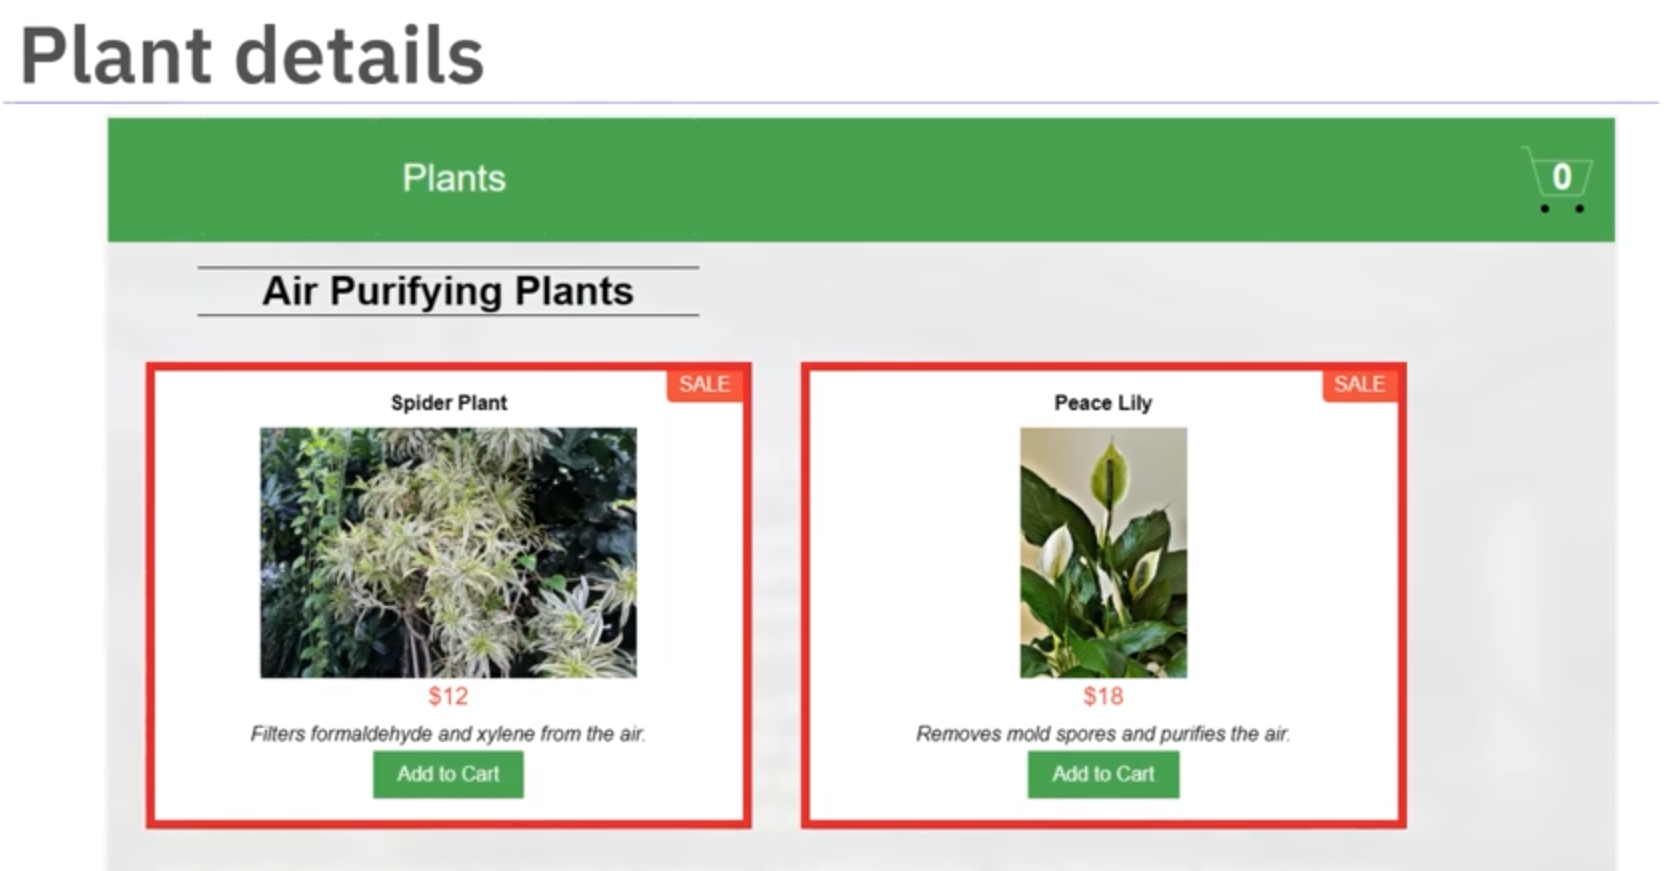 Plant details
Plants
0
Air Purifying Plants
SALE
Spider Plant
$12
Filters formaldehyde and xylene from the air.
Add to Cart
SALE
Peace Lily
$18
Removes mold spores and purifies the air.
Add to Cart